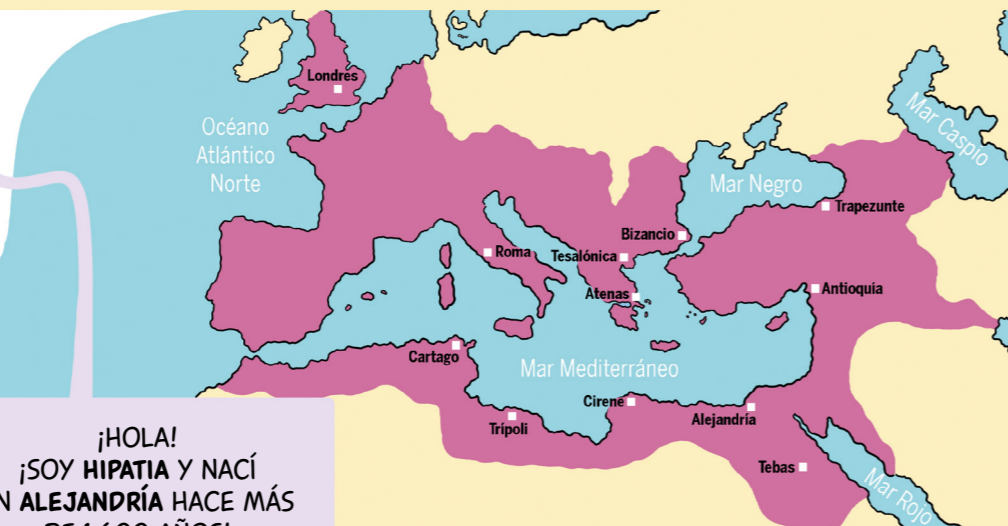 Londres
Océano
Atlántico
Norte
Mar Caspio
Mar Negro
Trapezunte
Bizancio
Roma
Tesalónica
Atenas
Antioquía
Cartago
Mar Mediterráneo
Cirene
Alejandría
Trípoli
Tebas
Mar Rojo
¡HOLA!
¡SOY HIPATIA Y NACÍ
N ALEJANDRÍA HACE MÁS
AÑOS!